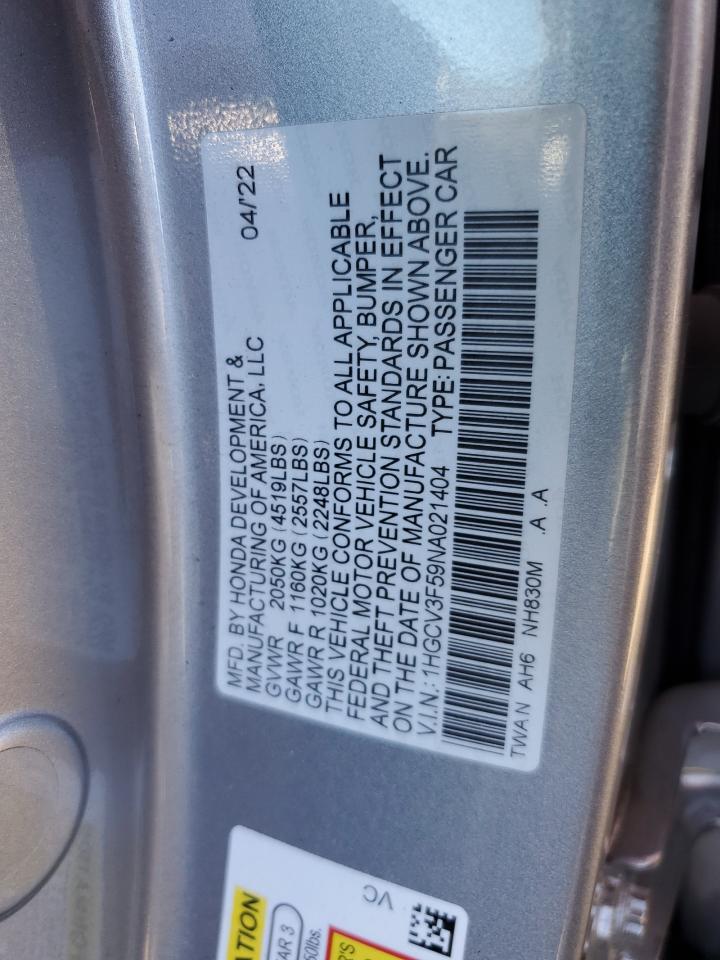 MFD. BY HONDA DEVELOPMENT &
MANUFACTURING OF AMERICA, LLC 04/'22
GVWR 2050KG (4519LBS)
GAWR F 1160KG (2557LBS)
GAWR R 1020KG (2248LBS)
THIS VEHICLE CONFORMS TO ALL APPLICABLE
FEDERAL MOTOR VEHICLE SAFETY, BUMPER,
AND THEFT PREVENTION STANDARDS IN EFFECT
ON THE DATE OF MANUFACTURE SHOWN ABOVE.
V.I.N.: 1HGCV3F59NA021404 TYPE: PASSENGER CAR
TWA N AH6 NH830M .A .A
VC